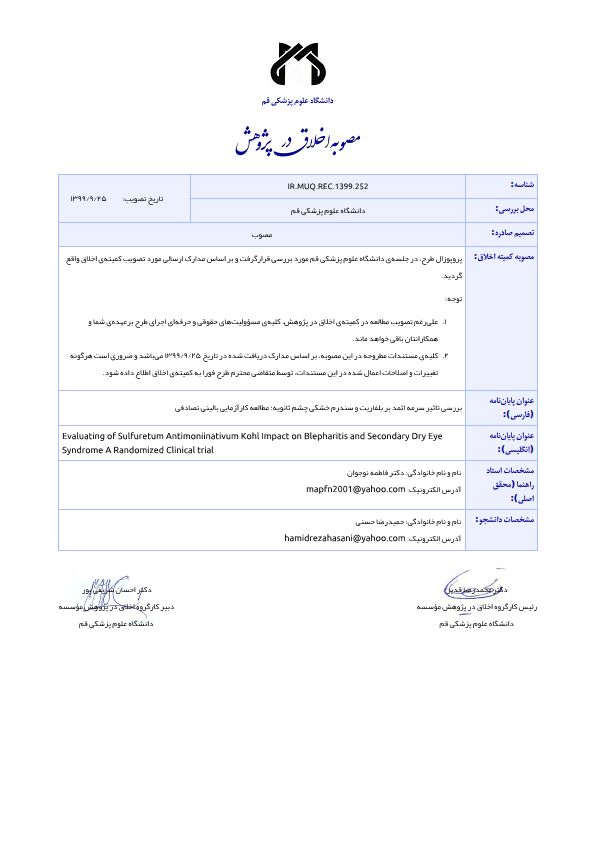 دانشگاه علوم پزشکی قم
مصوبه اخلاق در پژوهش
شناسه:
IR.MUQ.REC.1399.252
تاریخ تصویب: ۱۳۹۹/۹/۲۵
محل بررسی:
دانشگاه علوم پزشکی قم
تصمیم صادره:
مصوب
مصوبه کمیته اخلاق:
پروپوزال طرح، در جلسه‌ی دانشگاه علوم پزشکی قم مورد بررسی قرارگرفت و بر اساس مدارک ارسالی مورد تصویب کمیته‌ی اخلاق واقع
گردید.
توجه:
۱. علی‌رغم تصویب مطالعه در کمیته‌ی اخلاق در پژوهش، کلیه‌ی مسؤولیت‌های حقوقی و حرفه‌ای اجرای طرح برعهده‌ی شما و
همکارانتان باقی خواهد ماند.
۲. کلیه‌ی مستندات مطروحه در این مصوبه، بر اساس مدارک دریافت شده در تاریخ ۱۳۹۹/۹/۲۵ می‌باشد و ضروری است هرگونه
تغییرات و اصلاحات اعمال شده در این مستندات، توسط متقاضی محترم طرح فورا به کمیته‌ی اخلاق اطلاع داده شود.
عنوان پایان‌نامه
(فارسی):
بررسی تاثیر سرمه اثمد بر بلفاریت و سندرم خشکی چشم ثانویه: مطالعه کارآزمایی بالینی تصادفی
عنوان پایان‌نامه
(انگلیسی):
Evaluating of Sulfuretum Antimoniinativum Kohl Impact on Blepharitis and Secondary Dry Eye
Syndrome A Randomized Clinical trial
مشخصات استاد
راهنما (محقق
اصلی):
نام و نام خانوادگی: دکتر فاطمه نوجوان
آدرس الکترونیک: mapfn2001@yahoo.com
مشخصات دانشجو:
نام و نام خانوادگی: حمیدرضا حسنی
آدرس الکترونیک: hamidrezahasani@yahoo.com
دکتر محمدرضا قدیر
رئیس کارگروه اخلاق در پژوهش مؤسسه
دانشگاه علوم پزشکی قم
دکتر احسان شریفی پور
دبیر کارگروه اخلاق در پژوهش مؤسسه
دانشگاه علوم پزشکی قم